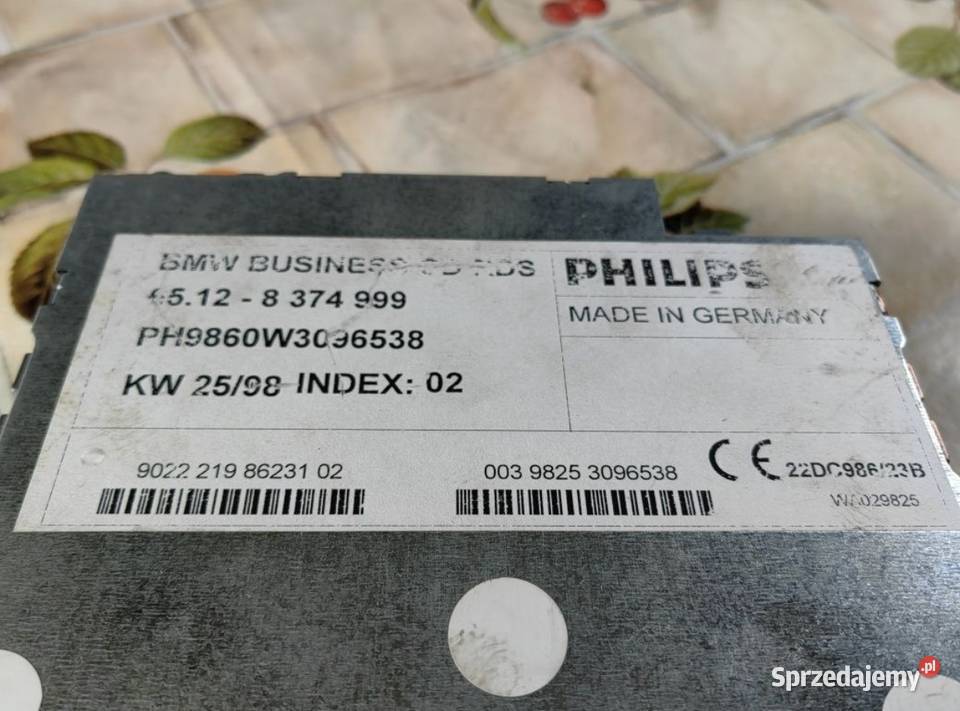 BMW BUSINESS CD RDS
65.12 - 8 374 999
PH9860W3096538
KW 25/98 INDEX: 02
PHILIPS
MADE IN GERMANY
9022 219 86231 02
003 9825 3096538
CE 22DC986/23B
WA029825
Sprzedajemy.pl